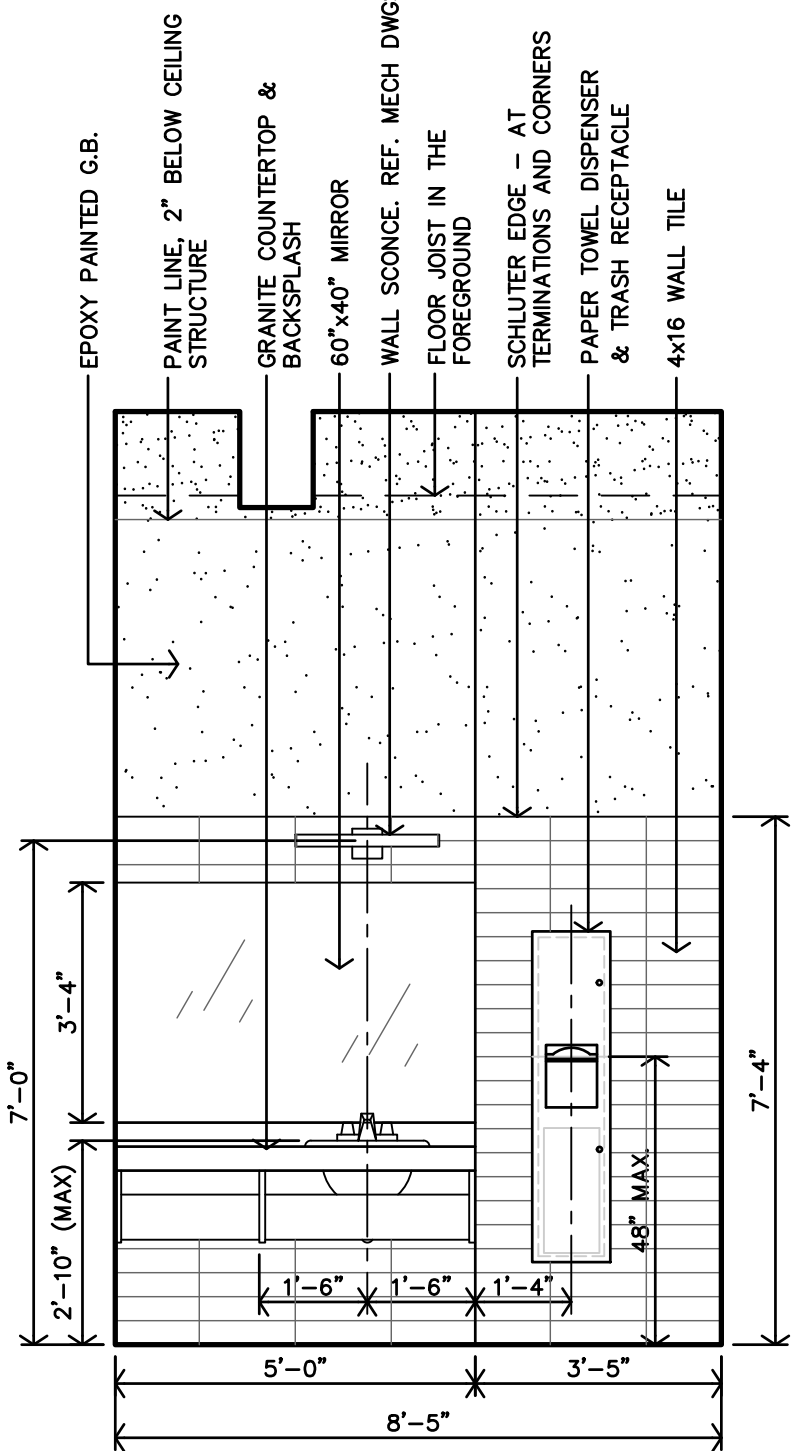 EPOXY PAINTED G.B.
PAINT LINE, 2" BELOW CEILING
STRUCTURE
GRANITE COUNTERTOP &
BACKSPLASH
60"x40" MIRROR
WALL SCONCE. REF. MECH DWG
FLOOR JOIST IN THE
FOREGROUND
SCHLUTER EDGE – AT
TERMINATIONS AND CORNERS
PAPER TOWEL DISPENSER
& TRASH RECEPTACLE
4x16 WALL TILE
7'-0"
3'-4"
2'-10" (MAX)
7'-4"
48" MAX.
1'-6"
1'-6"
1'-4"
5'-0"
3'-5"
8'-5"